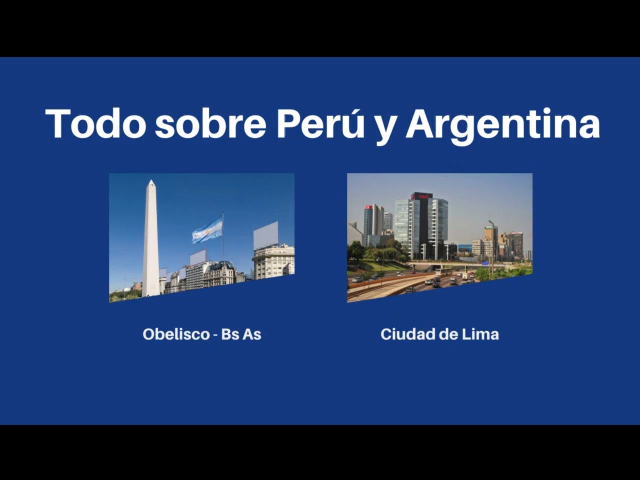 Todo sobre Perú y Argentina
Obelisco - Bs As
Ciudad de Lima